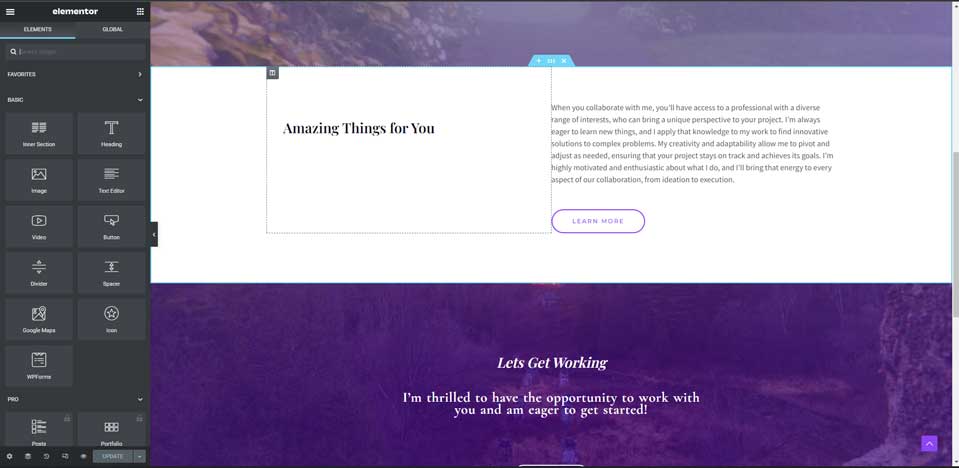 elementor
ELEMENTS
GLOBAL
Search Widget...
FAVORITES
BASIC
Inner Section
Heading
Image
Text Editor
Video
Button
Divider
Spacer
Google Maps
Icon
WPForms
PRO
Posts
Portfolio
UPDATE
Amazing Things for You
When you collaborate with me, you'll have access to a professional with a diverse
range of interests, who can bring a unique perspective to your project. I'm always
eager to learn new things, and I apply that knowledge to my work to find innovative
solutions to complex problems. My creativity and adaptability allow me to pivot and
adjust as needed, ensuring that your project stays on track and achieves its goals. I'm
highly motivated and enthusiastic about what I do, and I'll bring that energy to every
aspect of our collaboration, from ideation to execution.
LEARN MORE
Lets Get Working
I'm thrilled to have the opportunity to work with
you and am eager to get started!